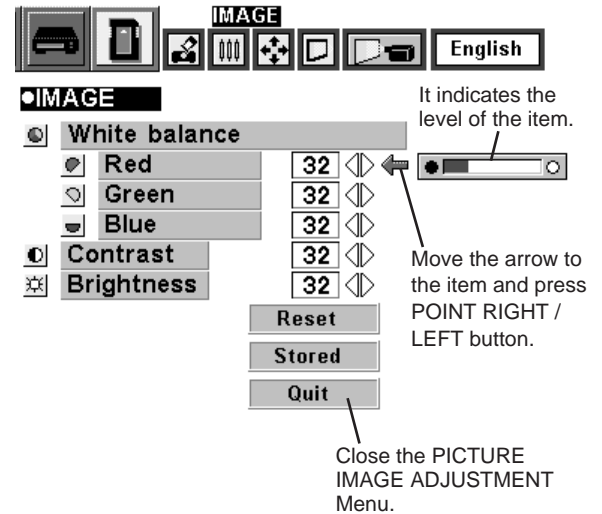 IMAGE
English
●IMAGE
It indicates the
level of the item.
White balance
Red 32
Green 32
Blue 32
Contrast 32
Brightness 32
Move the arrow to
the item and press
POINT RIGHT /
LEFT button.
Reset
Stored
Quit
Close the PICTURE
IMAGE ADJUSTMENT
Menu.